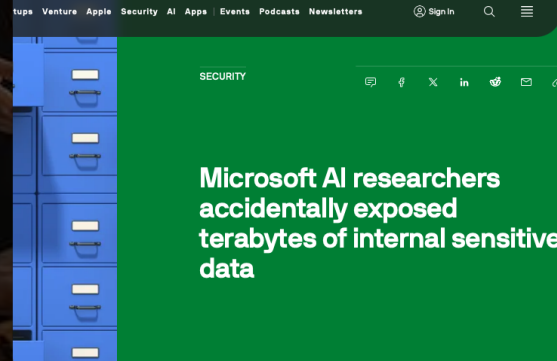 tups Venture Apple Security AI Apps Events Podcasts Newsletters Sign In
SECURITY
Microsoft AI researchers
accidentally exposed
terabytes of internal sensitive
data